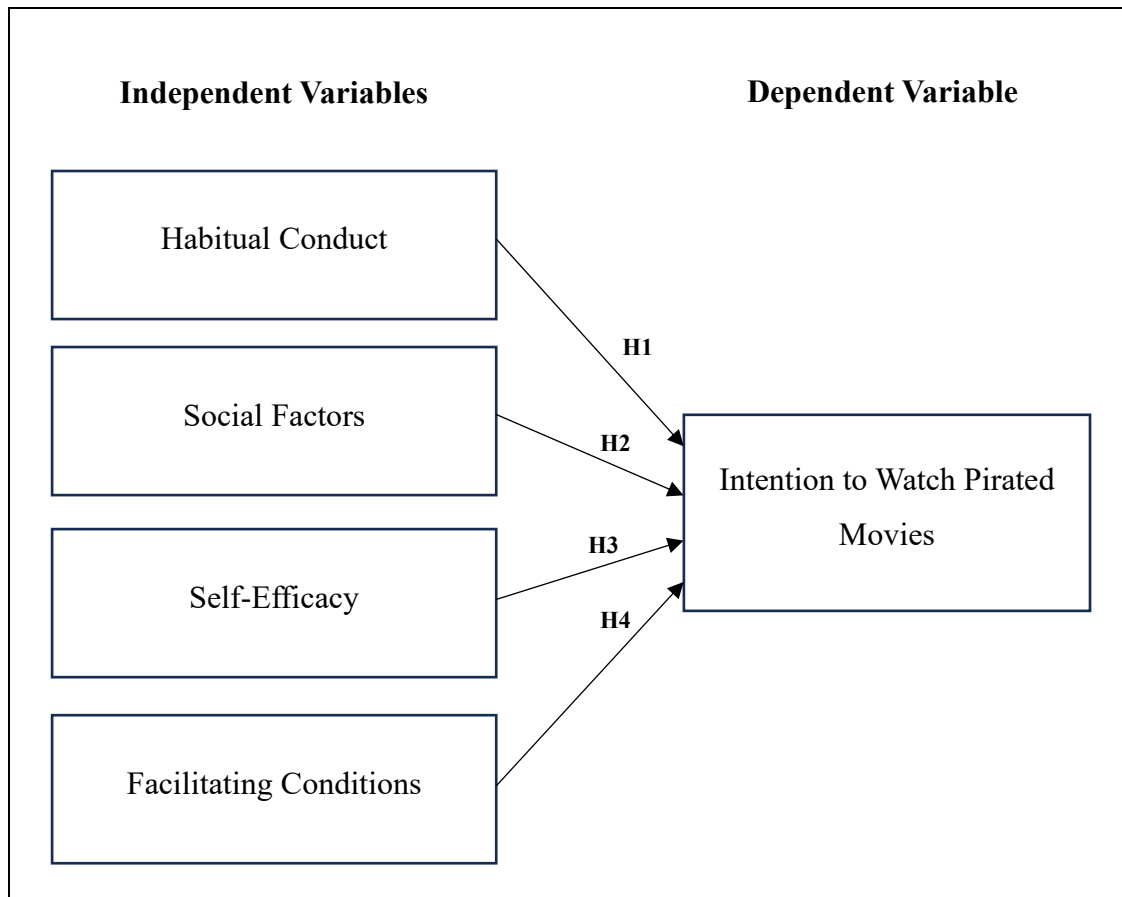 Independent Variables
Dependent Variable
Habitual Conduct
H1
Social Factors
H2
Intention to Watch Pirated
Movies
Self-Efficacy
H3
H4
Facilitating Conditions